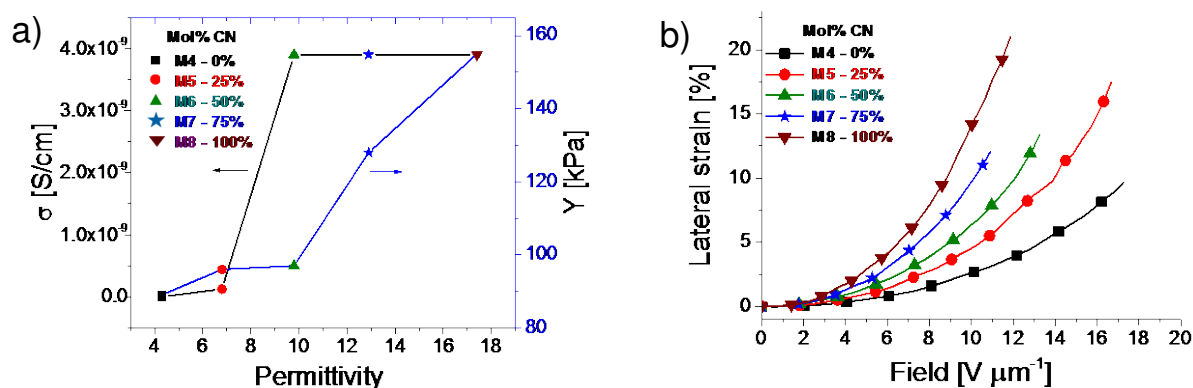 a)
Mol% CN
M4 - 0%
M5 - 25%
M6 - 50%
M7 - 75%
M8 - 100%
4.0x10⁻⁹
3.0x10⁻⁹
2.0x10⁻⁹
1.0x10⁻⁹
0.0
σ [S/cm]
160
140
120
100
80
Y [kPa]
4 6 8 10 12 14 16 18
Permittivity
b)
Mol% CN
M4 - 0%
M5 - 25%
M6 - 50%
M7 - 75%
M8 - 100%
20
15
10
5
0
Lateral strain [%]
0 2 4 6 8 10 12 14 16 18
Field [V µm⁻¹]